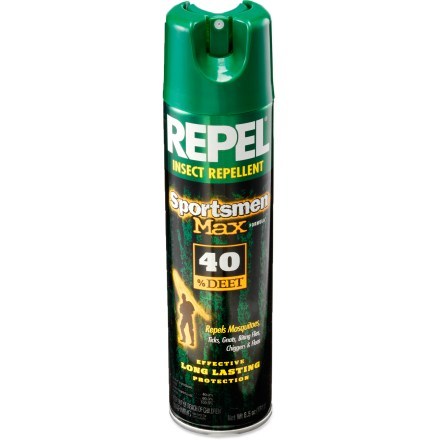 REPEL
INSECT REPELLENT
Sportsmen
Max FORMULA
40
% DEET
Repels Mosquitoes,
Ticks, Gnats, Biting Flies,
Chiggers & Fleas
EFFECTIVE
LONG LASTING
PROTECTION